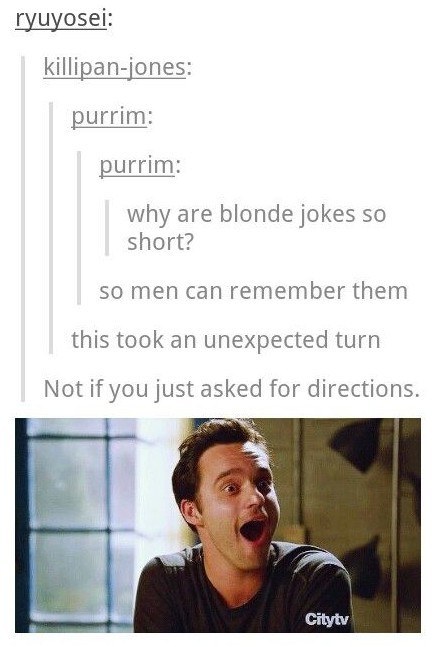 ryuyosei:
killipan-jones:
purrim:
purrim:
why are blonde jokes so
short?
so men can remember them
this took an unexpected turn
Not if you just asked for directions.
Citytv